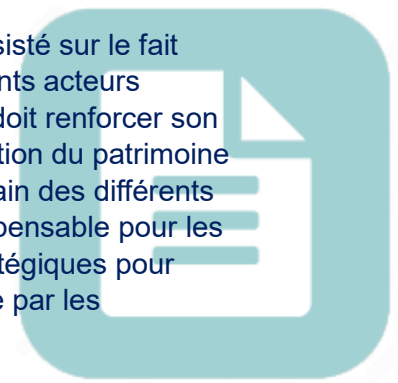 sisté sur le fait
nts acteurs
doit renforcer son
tion du patrimoine
ain des différents
pensable pour les
tégiques pour
e par les